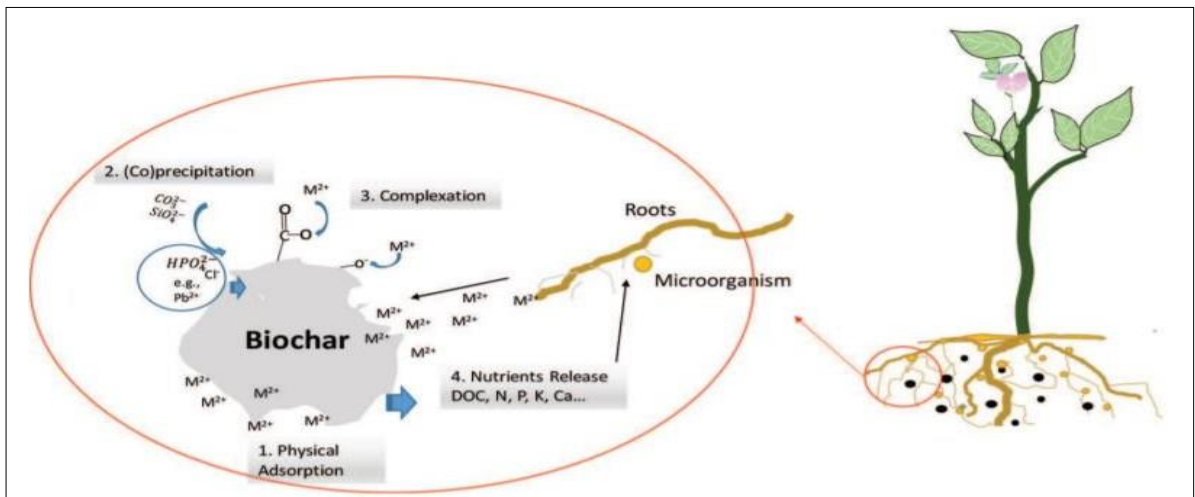 2. (Co)precipitation
CO₃²⁻
SiO₄²⁻
HPO₄²⁻
Cl⁻
e.g.,
Pb²⁺
M²⁺
O
C—O
3. Complexation
O⁻
M²⁺
Roots
Microorganism
Biochar
M²⁺
M²⁺
M²⁺
M²⁺
M²⁺
M²⁺
M²⁺
4. Nutrients Release
DOC, N, P, K, Ca...
M²⁺
M²⁺
M²⁺
M²⁺
M²⁺
1. Physical
Adsorption